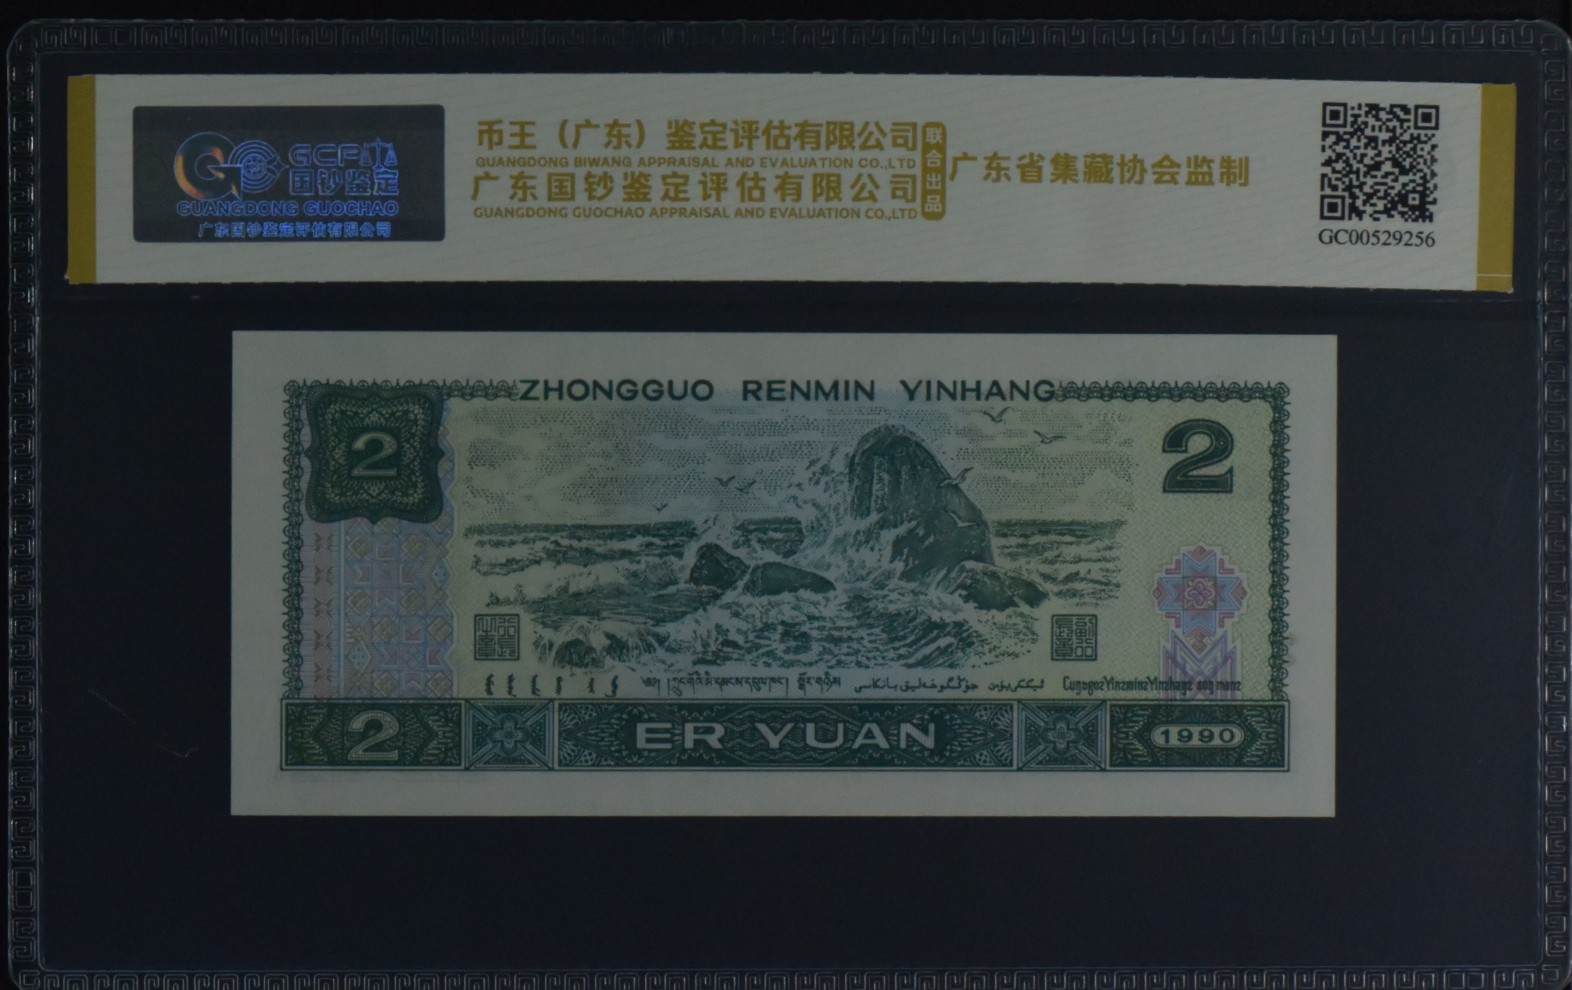 GCP
国钞鉴定
GUANGDONG GUOCHAO
广东国钞鉴定评估有限公司
币王（广东）鉴定评估有限公司
GUANGDONG BIWANG APPRAISAL AND EVALUATION CO.,LTD
广东国钞鉴定评估有限公司
GUANGDONG GUOCHAO APPRAISAL AND EVALUATION CO.,LTD
联合出品
广东省集藏协会监制
GC00529256
ZHONGGUO RENMIN YINHANG
2
2
2 ER YUAN 1990